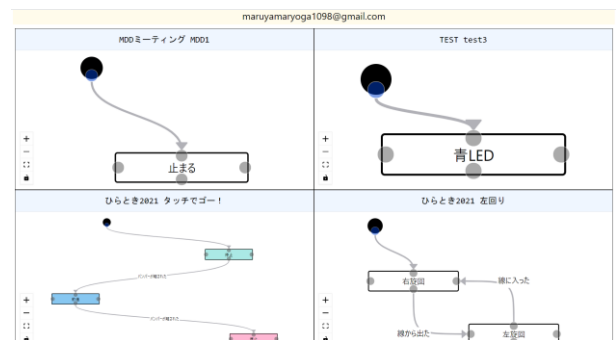 maruyamaryoga1098@gmail.com
MDDミーティング MDD1
TEST test3
止まる
青LED
ひらとき2021 タッチでゴー！
ひらとき2021 左回り
右旋回
線に入った
線から出た
左旋回